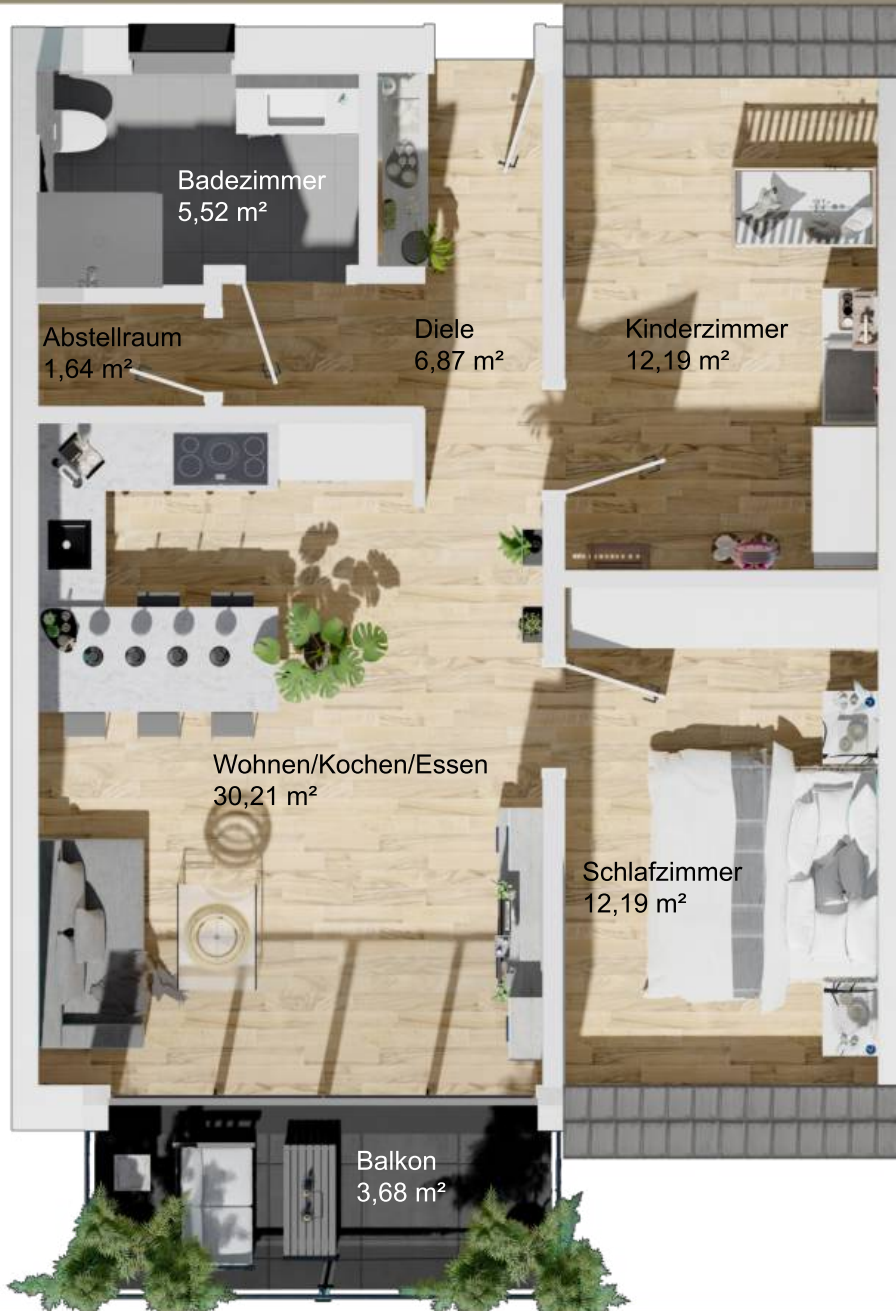 Badezimmer
5,52 m²
Abstellraum
1,64 m²
Diele
6,87 m²
Kinderzimmer
12,19 m²
Wohnen/Kochen/Essen
30,21 m²
Schlafzimmer
12,19 m²
Balkon
3,68 m²